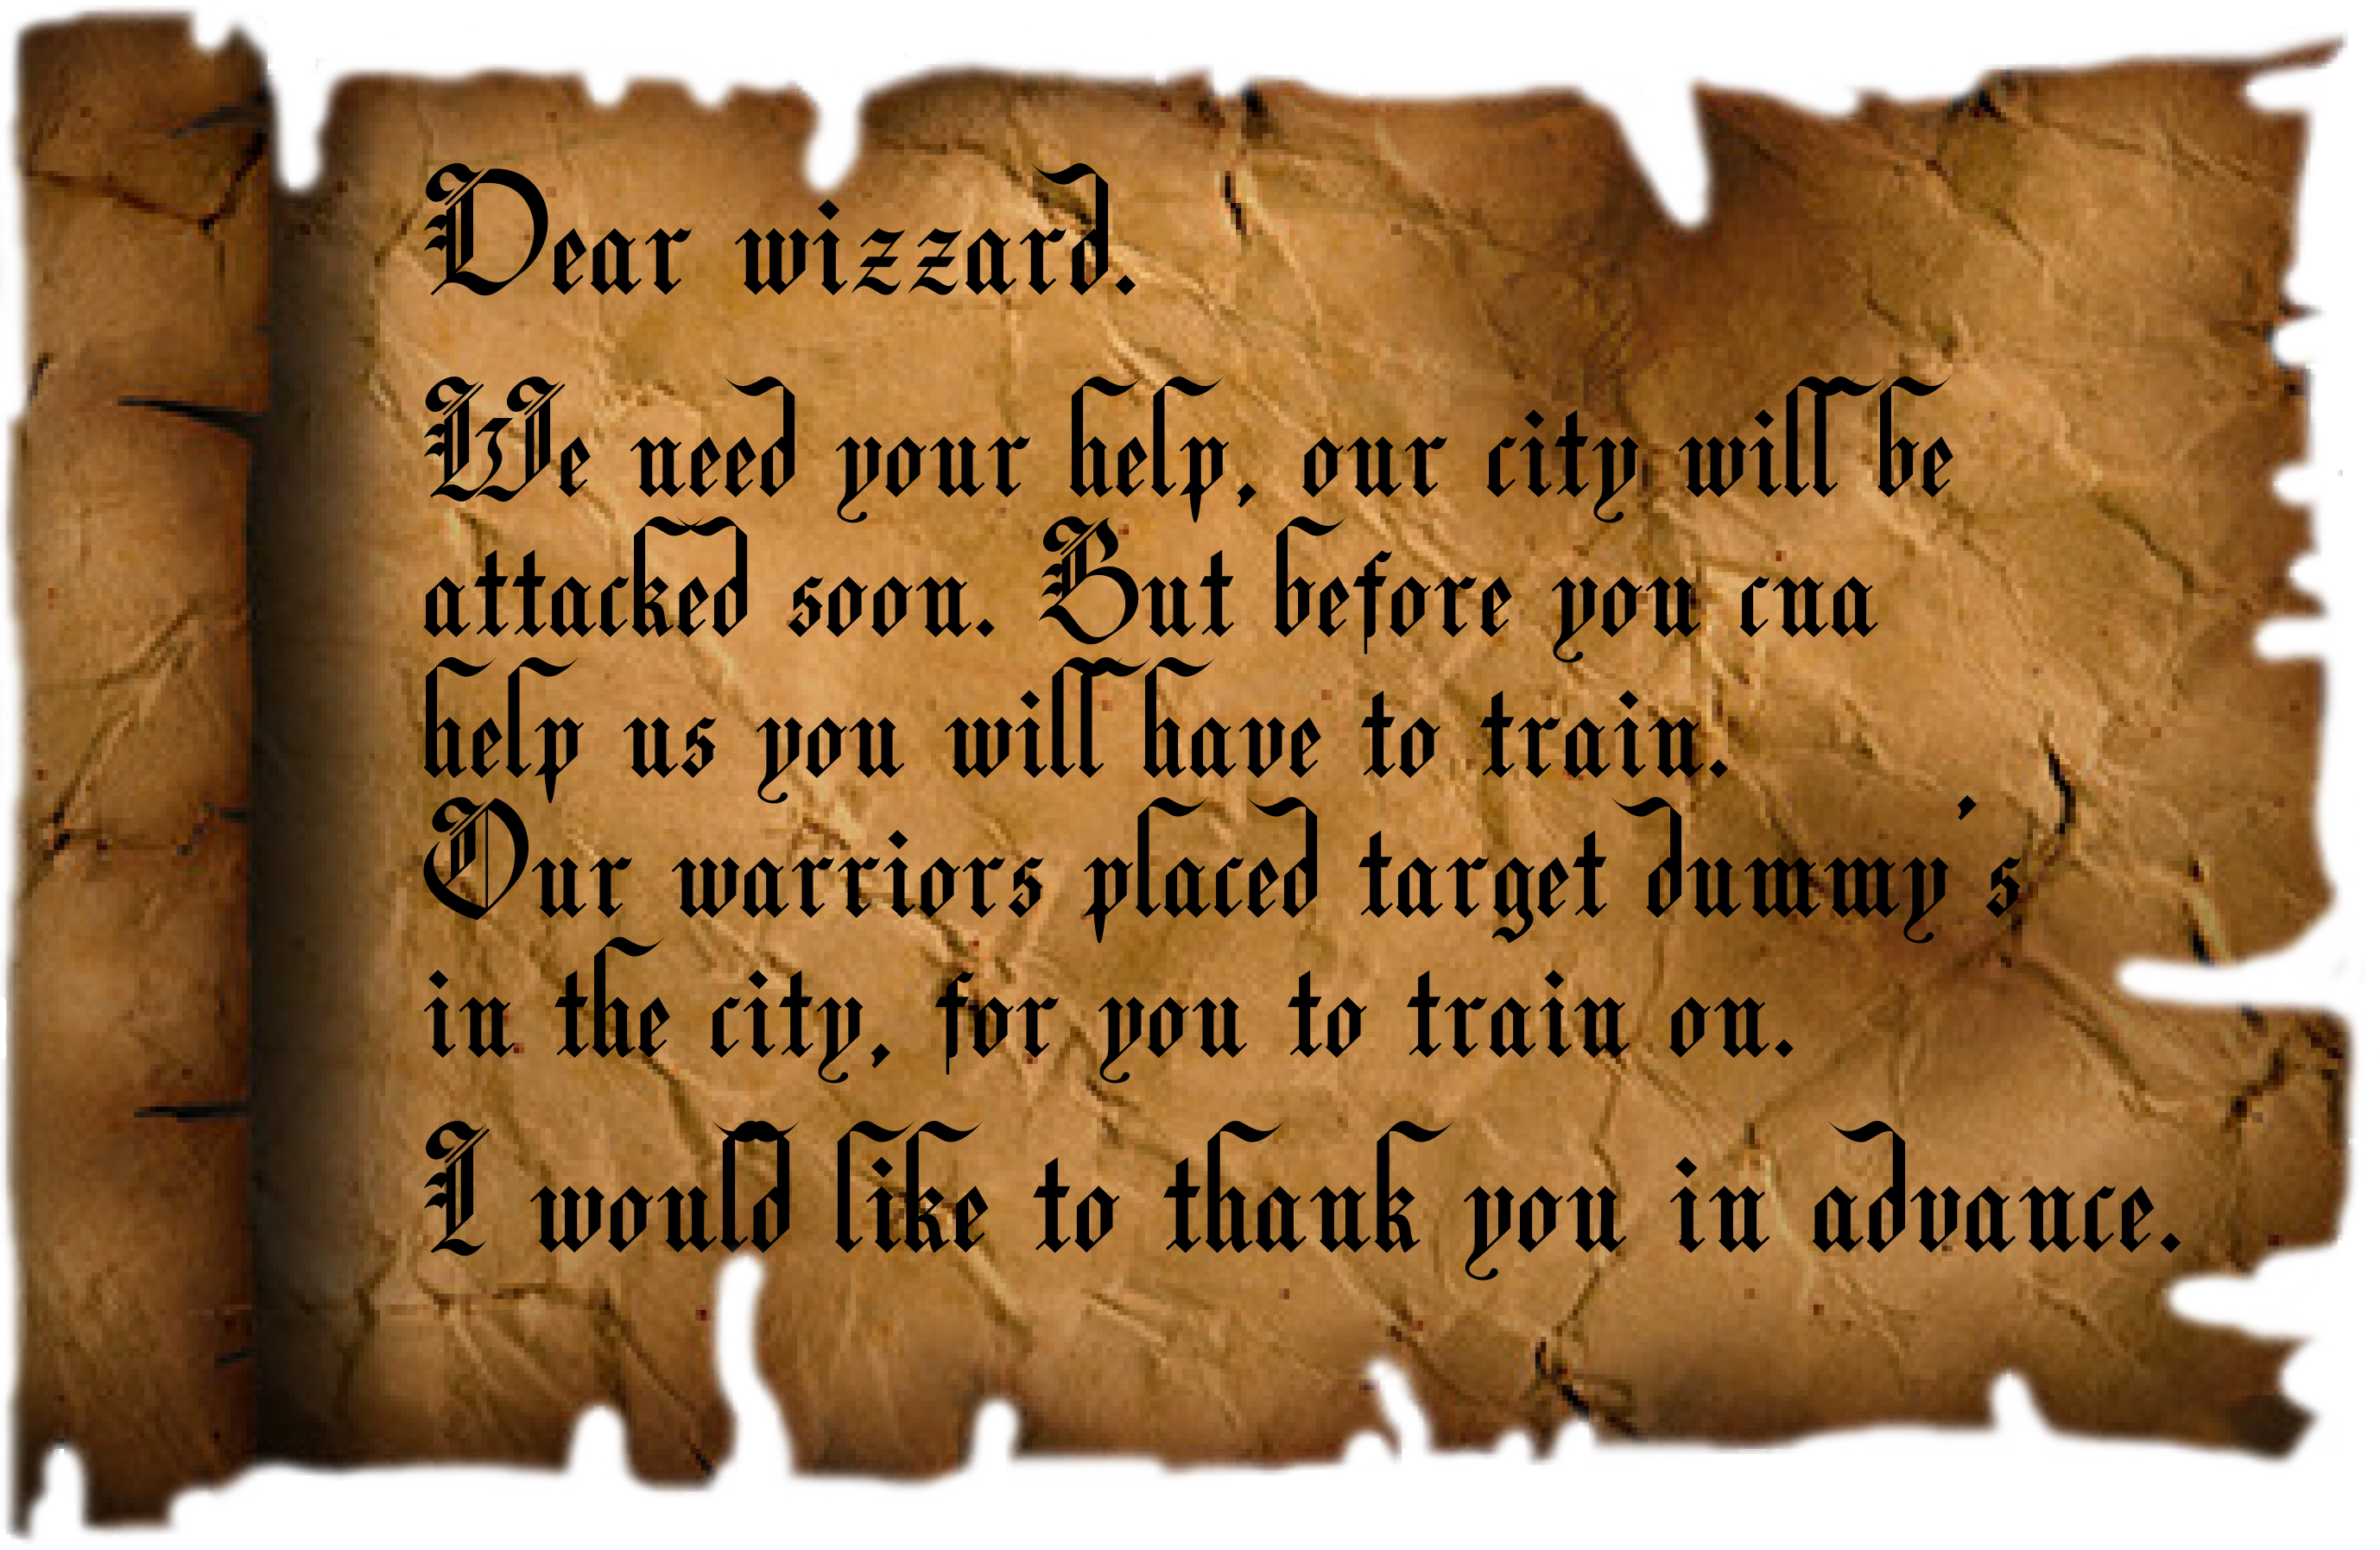 Dear wizzard.
We need your help, our city will be
attacked soon. But before you cna
help us you will have to train.
Our warriors placed target dummy's
in the city, for you to train on.
I would like to thank you in advance.